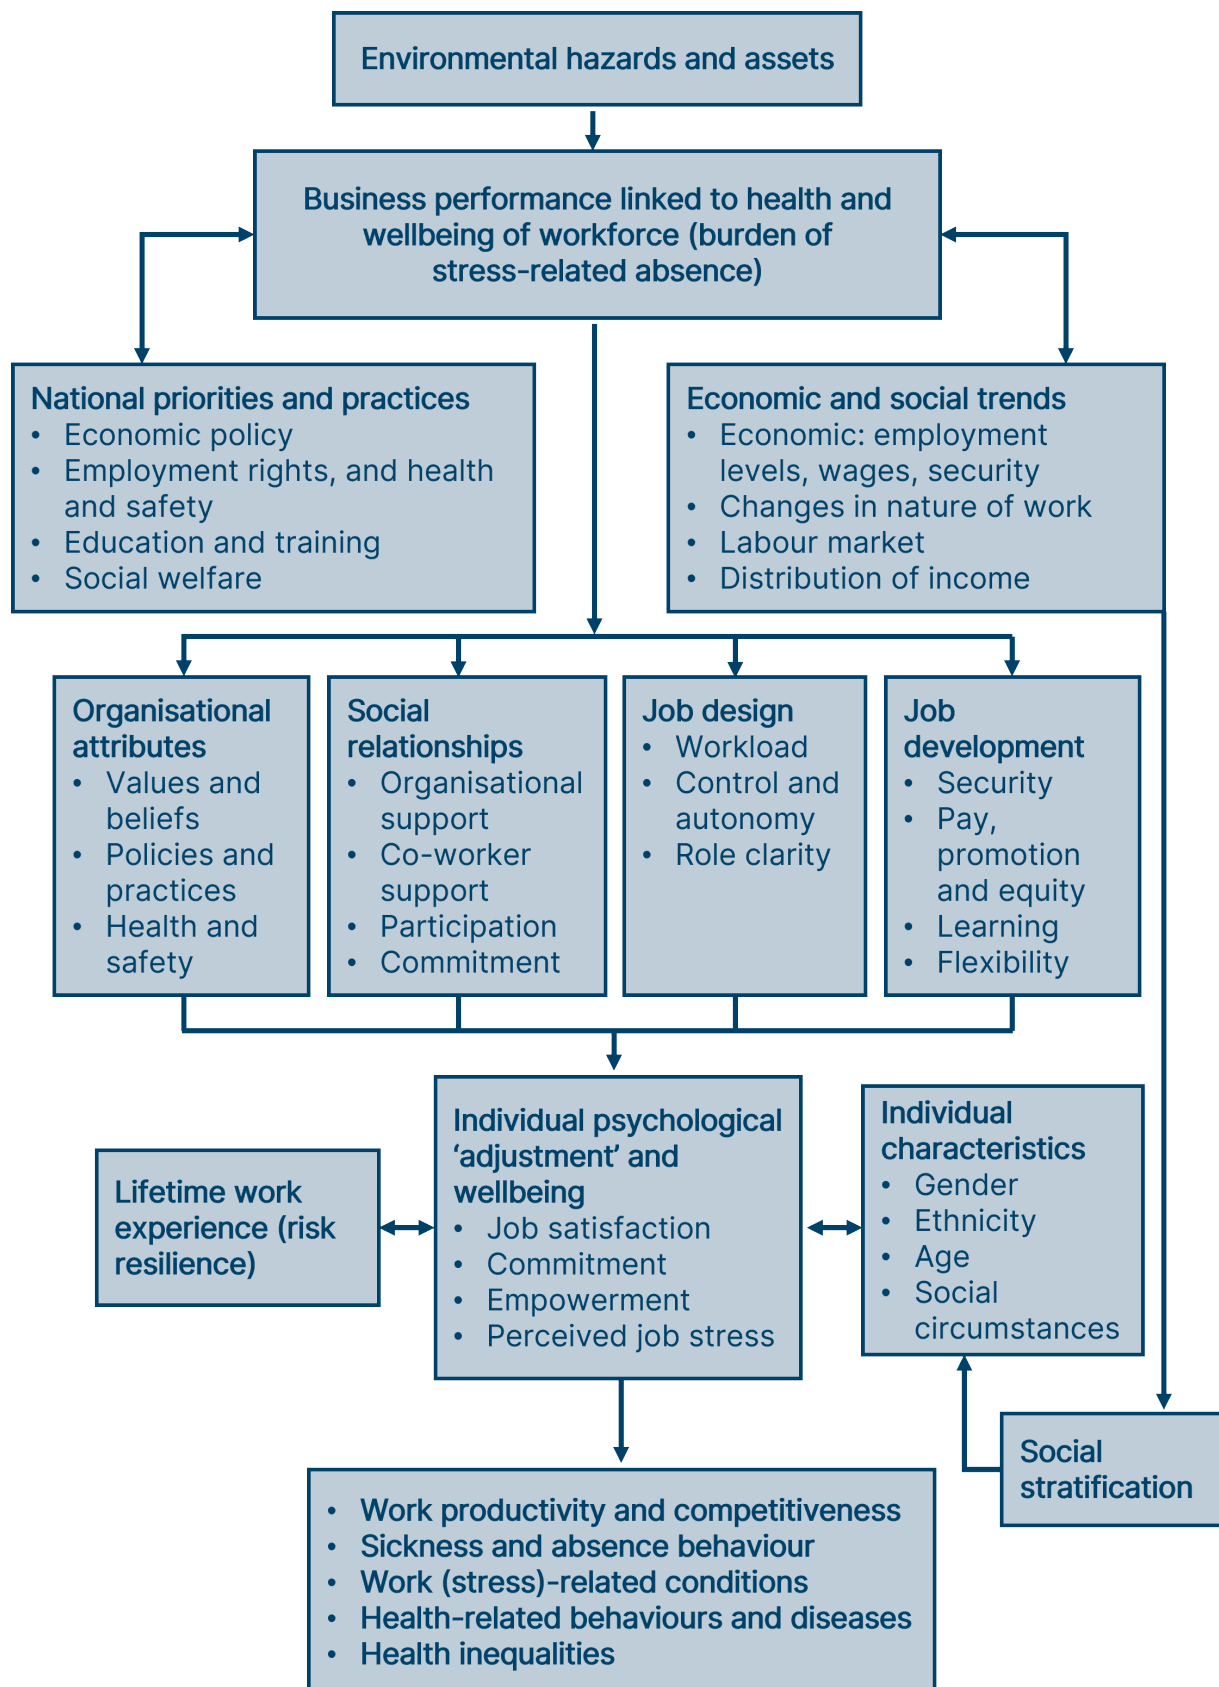 Environmental hazards and assets
Business performance linked to health and
wellbeing of workforce (burden of
stress-related absence)
National priorities and practices
• Economic policy
• Employment rights, and health
and safety
• Education and training
• Social welfare
Economic and social trends
• Economic: employment
levels, wages, security
• Changes in nature of work
• Labour market
• Distribution of income
Organisational
attributes
• Values and
beliefs
• Policies and
practices
• Health and
safety
Social
relationships
• Organisational
support
• Co-worker
support
• Participation
• Commitment
Job design
• Workload
• Control and
autonomy
• Role clarity
Job
development
• Security
• Pay,
promotion
and equity
• Learning
• Flexibility
Lifetime work
experience (risk
resilience)
Individual psychological
‘adjustment’ and
wellbeing
• Job satisfaction
• Commitment
• Empowerment
• Perceived job stress
Individual
characteristics
• Gender
• Ethnicity
• Age
• Social
circumstances
Social
stratification
• Work productivity and competitiveness
• Sickness and absence behaviour
• Work (stress)-related conditions
• Health-related behaviours and diseases
• Health inequalities